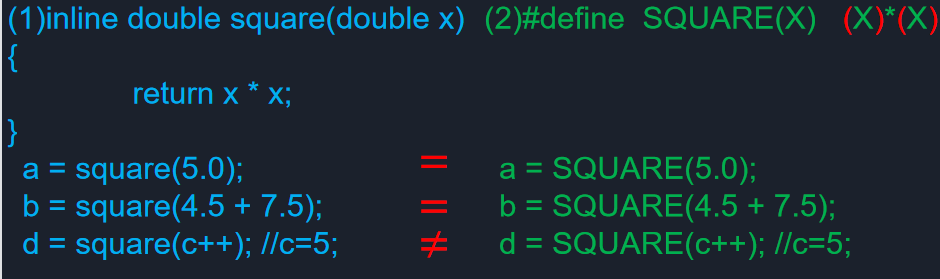 (1)inline double square(double x) (2)#define SQUARE(X) (X)*(X)
{
return x * x;
}
a = square(5.0); = a = SQUARE(5.0);
b = square(4.5 + 7.5); = b = SQUARE(4.5 + 7.5);
d = square(c++); //c=5; ≠ d = SQUARE(c++); //c=5;